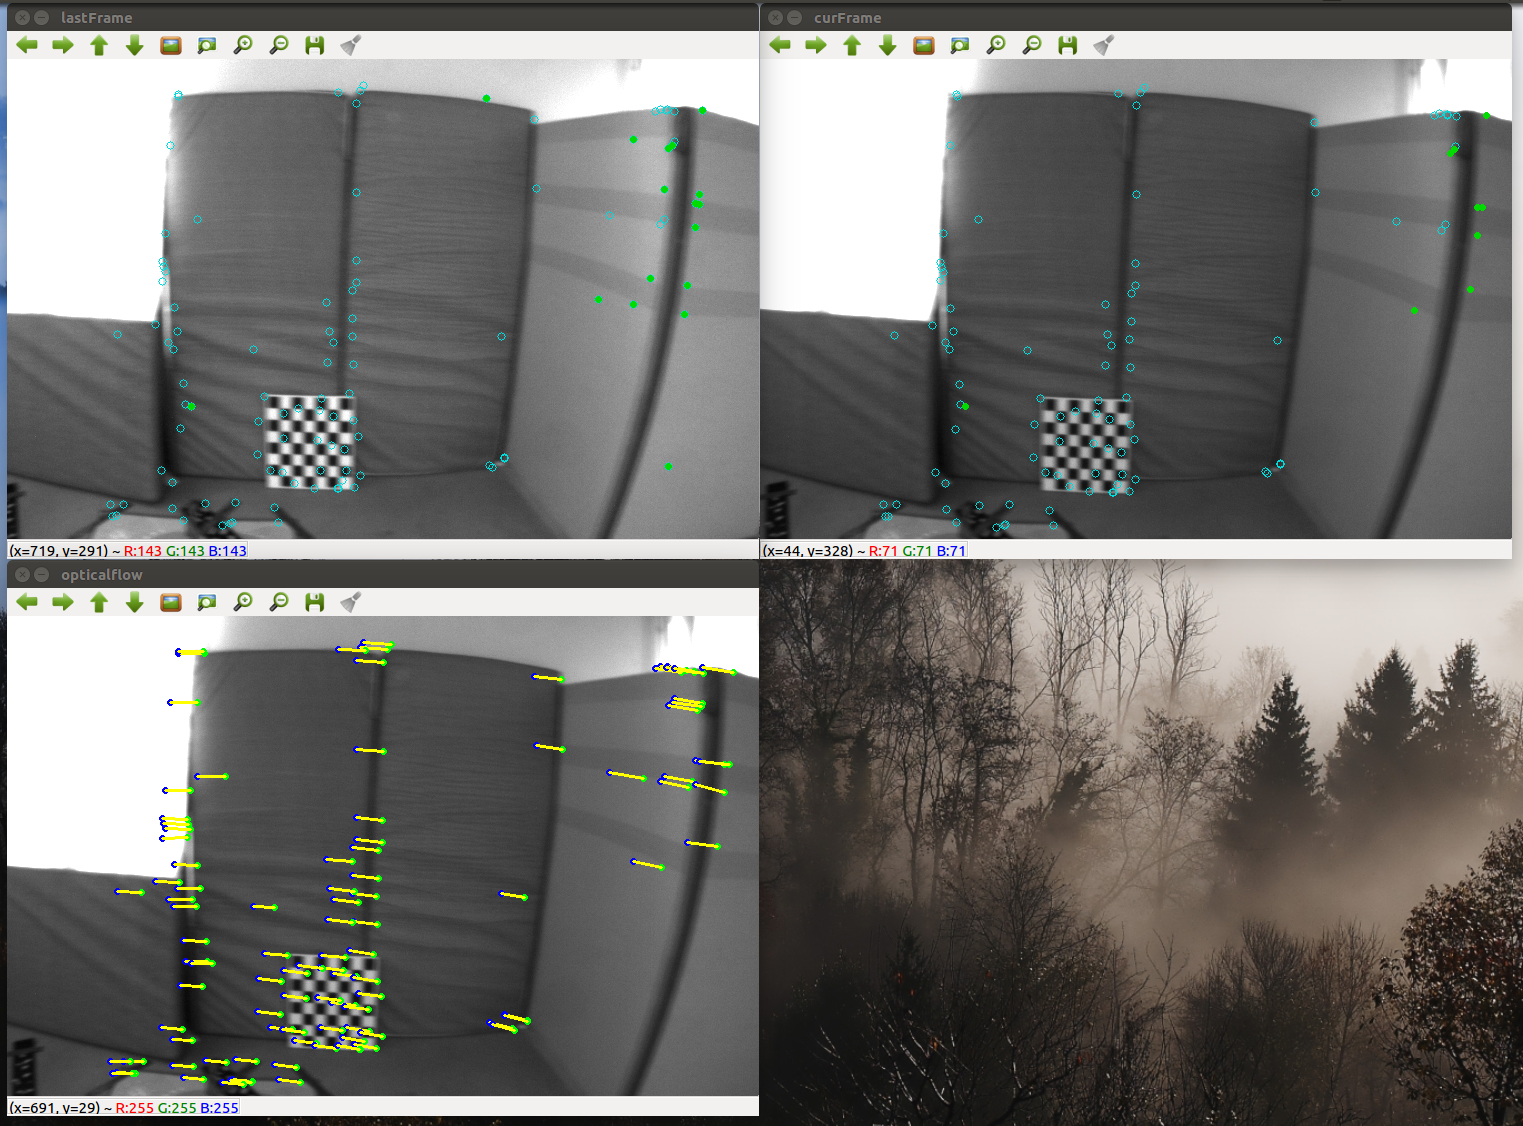 lastFrame
curFrame
(x=719, y=291) ~ R:143 G:143 B:143
(x=44, y=328) ~ R:71 G:71 B:71
opticalflow
(x=691, y=29) ~ R:255 G:255 B:255